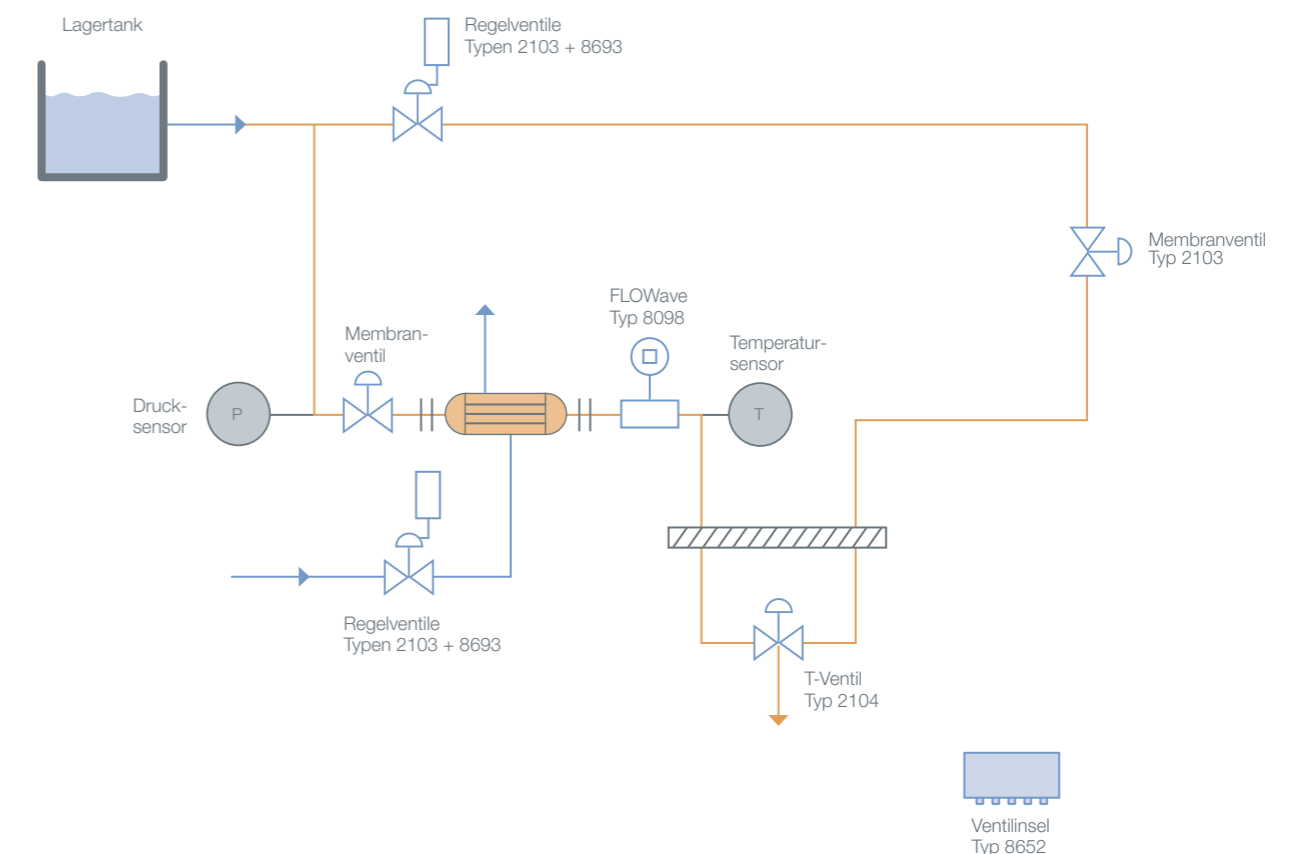 Lagertank
Regelventile
Typen 2103 + 8693
Membranventil
Typ 2103
FLOWave
Typ 8098
Membran-
ventil
Temperatur-
sensor
Druck-
sensor
P
T
Regelventile
Typen 2103 + 8693
T-Ventil
Typ 2104
Ventilinsel
Typ 8652